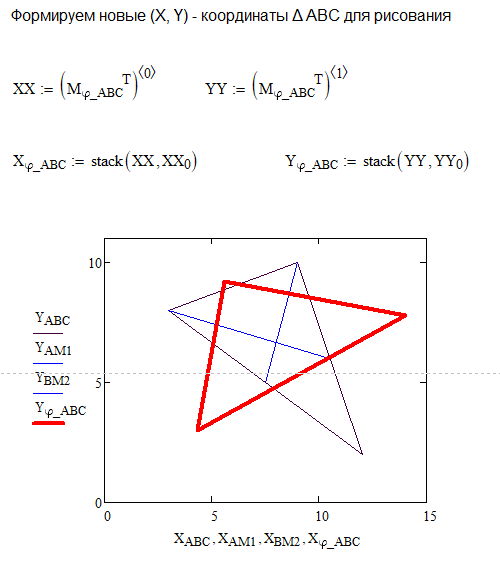 Формируем новые (X, Y) - координаты Δ ABC для рисования
XX := (M_φ_ABC^T)^⟨0⟩ YY := (M_φ_ABC^T)^⟨1⟩
X_φ_ABC := stack(XX, XX_0) Y_φ_ABC := stack(YY, YY_0)
10
Y_ABC
Y_AM1
5
Y_BM2
Y_φ_ABC
0
0 5 10 15
X_ABC, X_AM1, X_BM2, X_φ_ABC